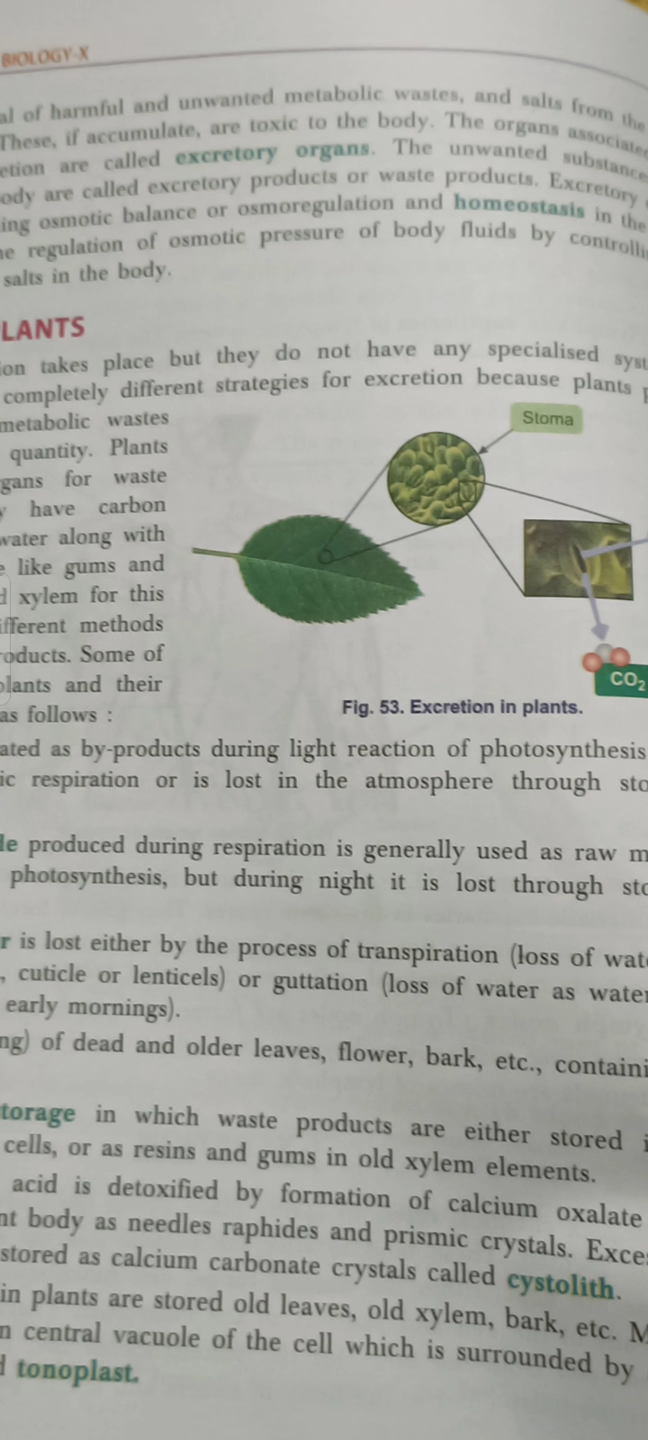 BIOLOGY-X
al of harmful and unwanted metabolic wastes, and salts from the
These, if accumulate, are toxic to the body. The organs associate
etion are called excretory organs. The unwanted substance
ody are called excretory products or waste products. Excretory
ing osmotic balance or osmoregulation and homeostasis in the
he regulation of osmotic pressure of body fluids by controlli
salts in the body.
LANTS
ion takes place but they do not have any specialised syst
completely different strategies for excretion because plants p
metabolic wastes
quantity. Plants
gans for waste
y have carbon
water along with
e like gums and
d xylem for this
ifferent methods
roducts. Some of
plants and their
as follows :
Stoma
CO2
Fig. 53. Excretion in plants.
ated as by-products during light reaction of photosynthesis
ic respiration or is lost in the atmosphere through sto
de produced during respiration is generally used as raw m
photosynthesis, but during night it is lost through sto
r is lost either by the process of transpiration (loss of wate
, cuticle or lenticels) or guttation (loss of water as water
early mornings).
ng) of dead and older leaves, flower, bark, etc., containi
torage in which waste products are either stored i
cells, or as resins and gums in old xylem elements.
acid is detoxified by formation of calcium oxalate
nt body as needles raphides and prismic crystals. Exces
stored as calcium carbonate crystals called cystolith.
in plants are stored old leaves, old xylem, bark, etc. M
n central vacuole of the cell which is surrounded by
d tonoplast.